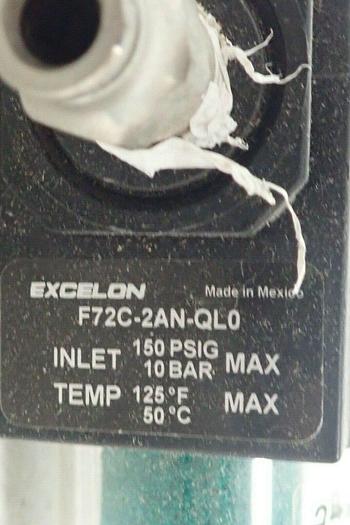 EXCELON Made in Mexico
F72C-2AN-QL0
INLET 150 PSIG 10 BAR MAX
TEMP 125 °F 50 °C MAX